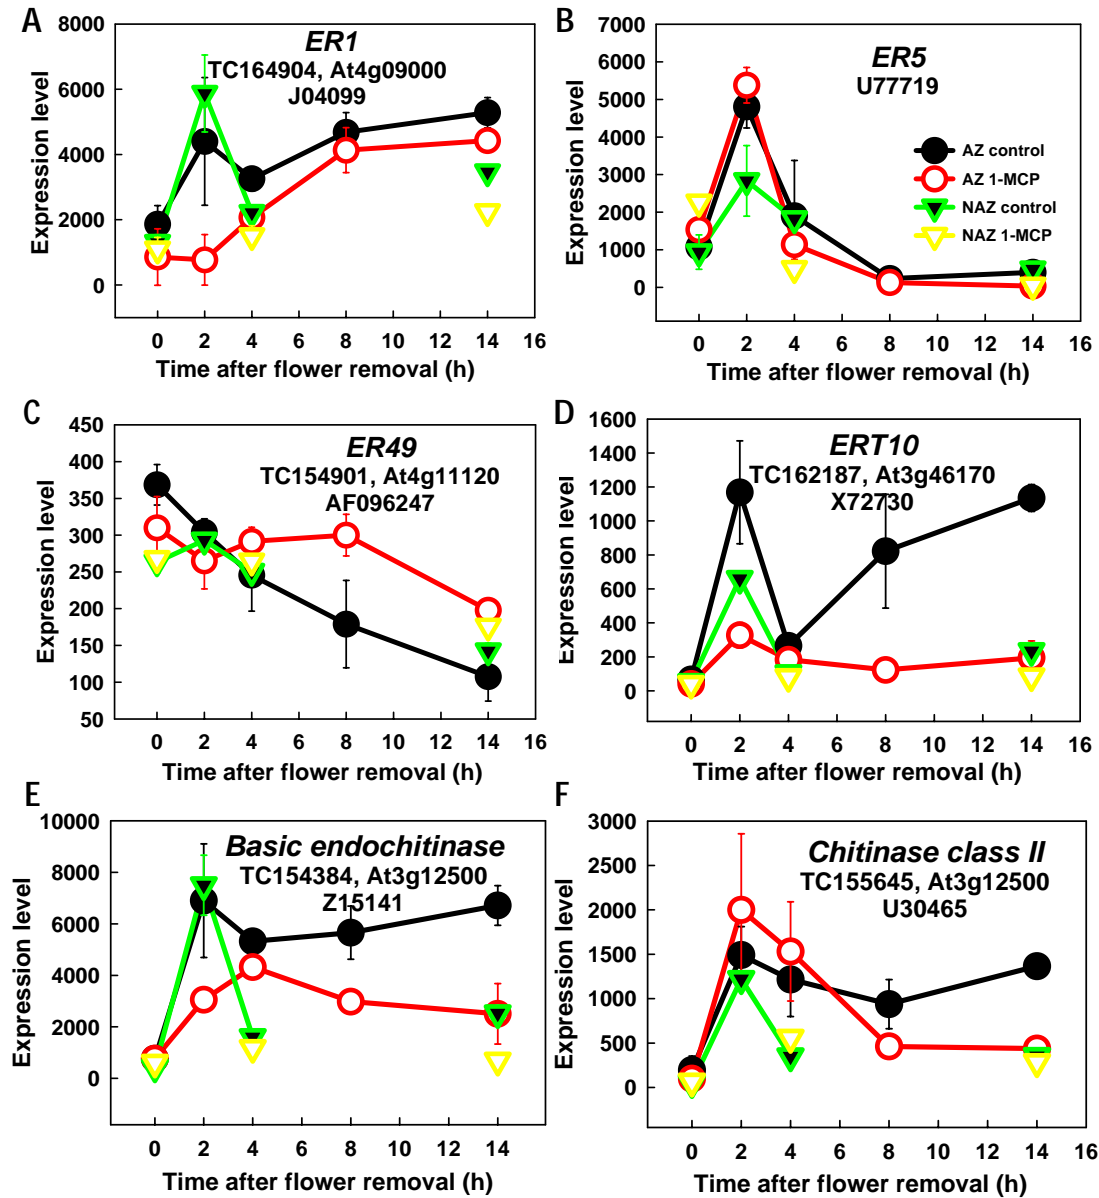 A
ER1
TC164904, At4g09000
J04099
Expression level
8000
6000
4000
2000
0
0 2 4 6 8 10 12 14 16
Time after flower removal (h)
B
ER5
U77719
Expression level
7000
6000
5000
4000
3000
2000
1000
0
AZ control
AZ 1-MCP
NAZ control
NAZ 1-MCP
0 2 4 6 8 10 12 14 16
Time after flower removal (h)
C
ER49
TC154901, At4g11120
AF096247
Expression level
450
400
350
300
250
200
150
100
50
0 2 4 6 8 10 12 14 16
Time after flower removal (h)
D
ERT10
TC162187, At3g46170
X72730
Expression level
1600
1400
1200
1000
800
600
400
200
0
0 2 4 6 8 10 12 14 16
Time after flower removal (h)
E
Basic endochitinase
TC154384, At3g12500
Z15141
Expression level
10000
8000
6000
4000
2000
0
0 2 4 6 8 10 12 14 16
Time after flower removal (h)
F
Chitinase class II
TC155645, At3g12500
U30465
Expression level
3000
2500
2000
1500
1000
500
0
0 2 4 6 8 10 12 14 16
Time after flower removal (h)